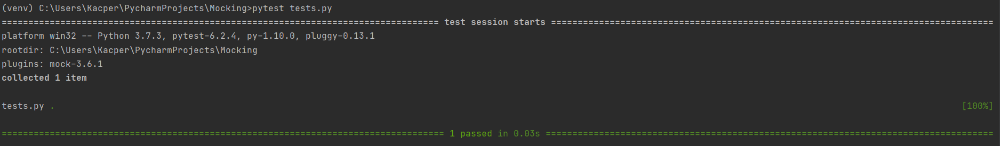 (venv) C:\Users\Kacper\PycharmProjects\Mocking>pytest tests.py
================================================================================== test session starts ===================================================================================
platform win32 -- Python 3.7.3, pytest-6.2.4, py-1.10.0, pluggy-0.13.1
rootdir: C:\Users\Kacper\PycharmProjects\Mocking
plugins: mock-3.6.1
collected 1 item
tests.py . [100%]
=================================================================================== 1 passed in 0.03s ====================================================================================